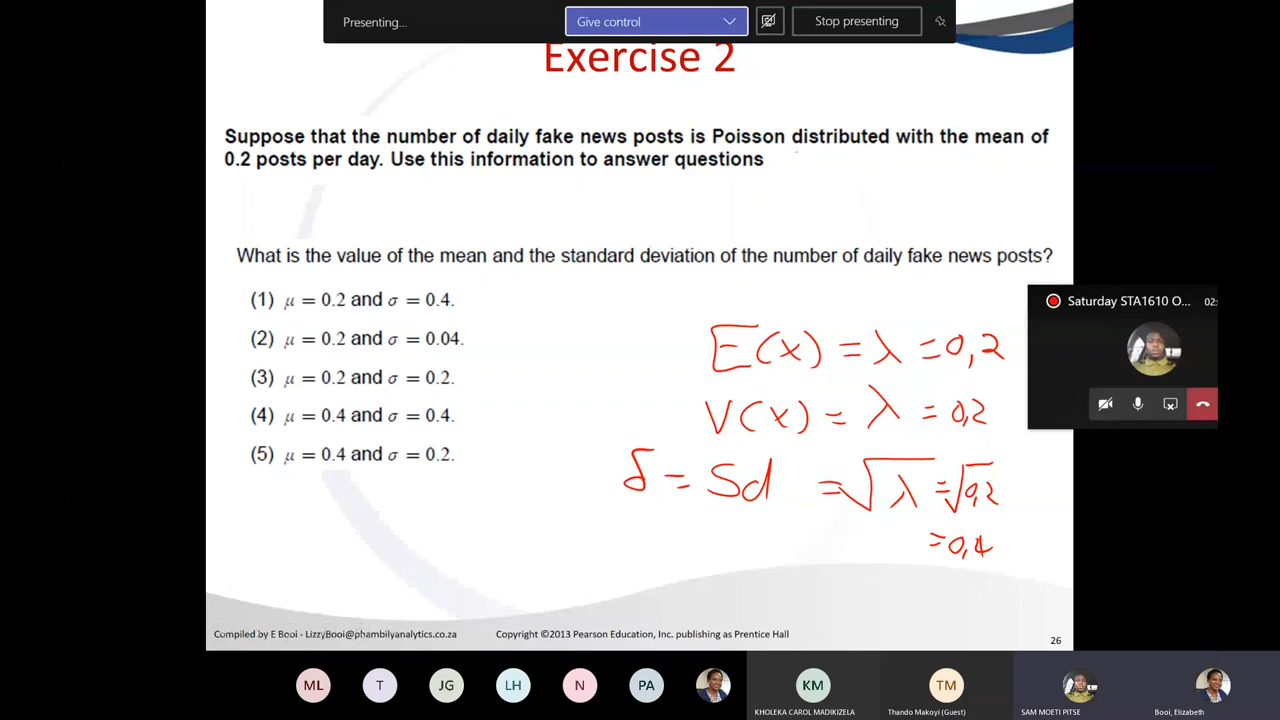 Presenting...
Give control
Stop presenting
Exercise 2
Suppose that the number of daily fake news posts is Poisson distributed with the mean of
0.2 posts per day. Use this information to answer questions
What is the value of the mean and the standard deviation of the number of daily fake news posts?
(1) μ = 0.2 and σ = 0.4.
(2) μ = 0.2 and σ = 0.04.
(3) μ = 0.2 and σ = 0.2.
(4) μ = 0.4 and σ = 0.4.
(5) μ = 0.4 and σ = 0.2.
E(x) = λ = 0,2
V(x) = λ = 0,2
δ = Sd = √λ = √0,2
= 0,4
Saturday STA1610 O...
02:
Compiled by E Booi - LizzyBooi@phambilyanalytics.co.za
Copyright ©2013 Pearson Education, Inc. publishing as Prentice Hall
26
ML
T
JG
LH
N
PA
KM
TM
KHOLEKA CAROL MADIKIZELA
Thando Makoyi (Guest)
SAM MOETI PITSE
Booi, Elizabeth